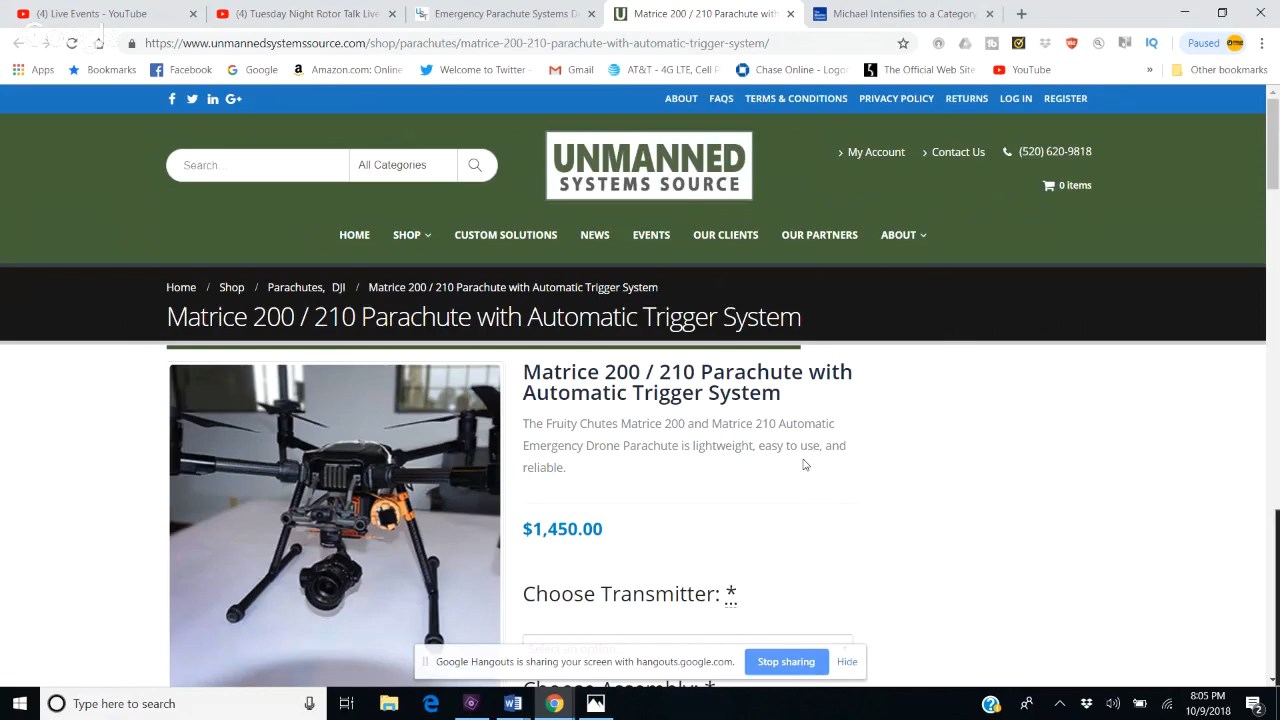 (4) Live Events - YouTube
(4) Tuesday Night Rotor Talk Live
Emergency Parachute Systems De
Matrice 200 / 210 Parachute with
Michael Intensifies to a Category
https://www.unmannedsystemssource.com/shop/parachutes/matrice-200-210-parachute-with-automatic-trigger-system/
IQ
Paused
Apps Bookmarks Facebook Google Amazon.com: Onlin AT&T - 4G LTE, Cell P Welcome to Twitter - Gmail Chase Online - Logo The Official Web Site YouTube » Other bookmarks
ABOUT FAQS TERMS & CONDITIONS PRIVACY POLICY RETURNS LOG IN REGISTER
Search... All Categories
UNMANNED
SYSTEMS SOURCE
My Account Contact Us (520) 620-9818
0 items
HOME SHOP CUSTOM SOLUTIONS NEWS EVENTS OUR CLIENTS OUR PARTNERS ABOUT
Home / Shop / Parachutes, DJI / Matrice 200 / 210 Parachute with Automatic Trigger System
Matrice 200 / 210 Parachute with Automatic Trigger System
Matrice 200 / 210 Parachute with
Automatic Trigger System
The Fruity Chutes Matrice 200 and Matrice 210 Automatic
Emergency Drone Parachute is lightweight, easy to use, and
reliable.
$1,450.00
Choose Transmitter: *
Select an option...
Choose Assembly: *
Google Hangouts is sharing your screen with hangouts.google.com. Stop sharing Hide
Type here to search
8:05 PM
10/9/2018
2